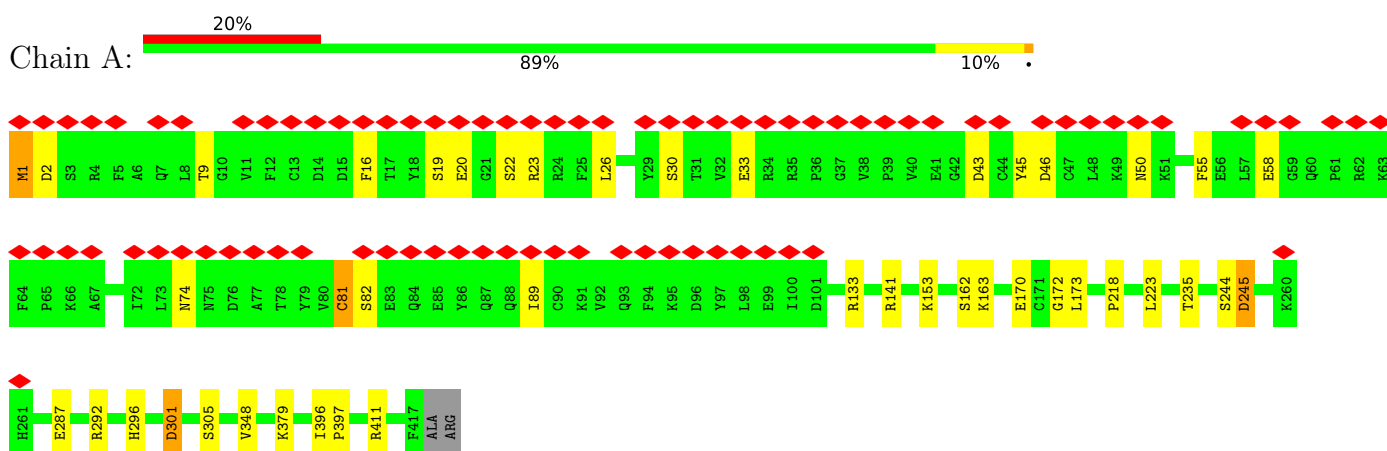 20%
Chain A:
89% 10% •
M1 D2 S3 R4 F5 A6 Q7 L8 T9 G10 V11 F12 C13 D14 D15 F16 T17 Y18 S19 E20 G21 S22 R23 R24 F25 L26 Y29 S30 T31 V32 E33 R34 R35 P36 G37 V38 P39 V40 E41 G42 D43 C44 Y45 D46 C47 L48 K49 N50 K51 F55 E56 L57 E58 G59 Q60 P61 R62 K63
F64 P65 K66 A67 I72 L73 N74 N75 D76 A77 T78 Y79 V80 C81 S82 E83 Q84 E85 Y86 Q87 Q88 I89 C90 K91 V92 Q93 F94 K95 D96 Y97 L98 E99 I100 D101 R133 R141 K153 S162 K163 E170 C171 G172 L173 P218 L223 T235 S244 D245 K260
H261 E287 R292 H296 D301 S305 V348 K379 I396 P397 R411 F417 ALA ARG